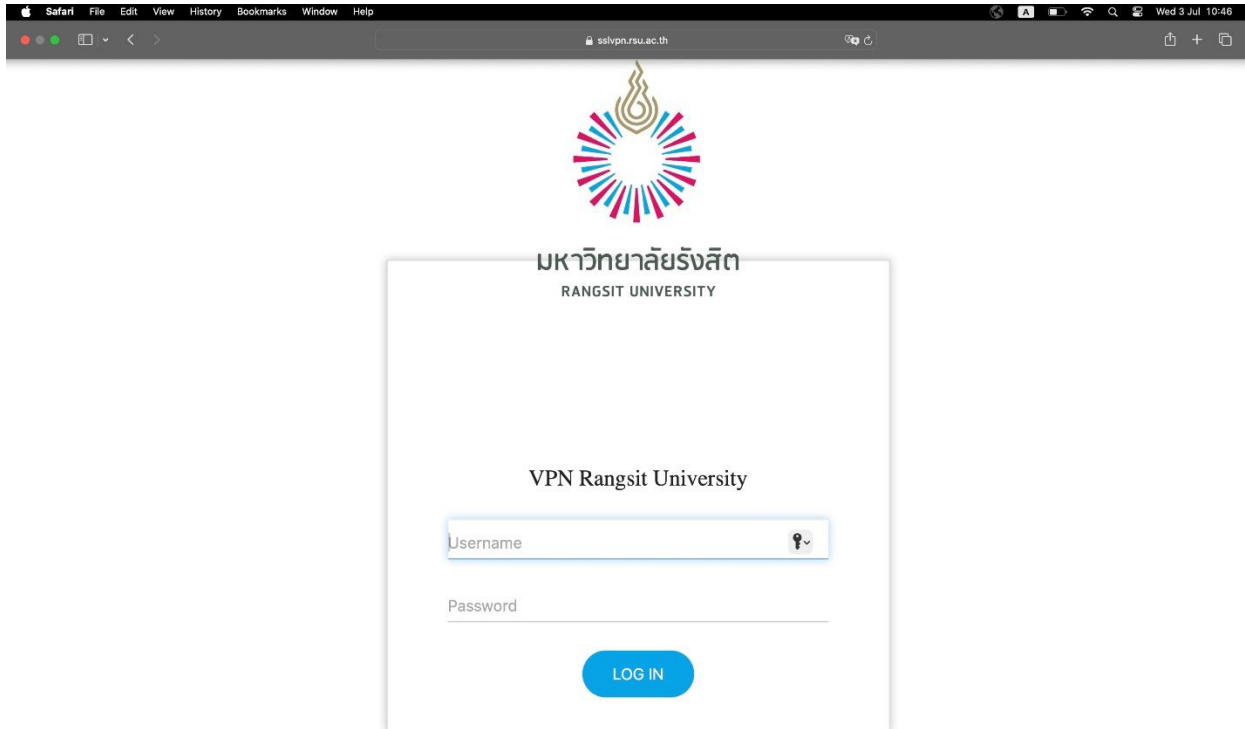 Safari File Edit View History Bookmarks Window Help A Wed 3 Jul 10:46
sslvpn.rsu.ac.th
มหาวิทยาลัยรังสิต
RANGSIT UNIVERSITY
VPN Rangsit University
Username
Password
LOG IN